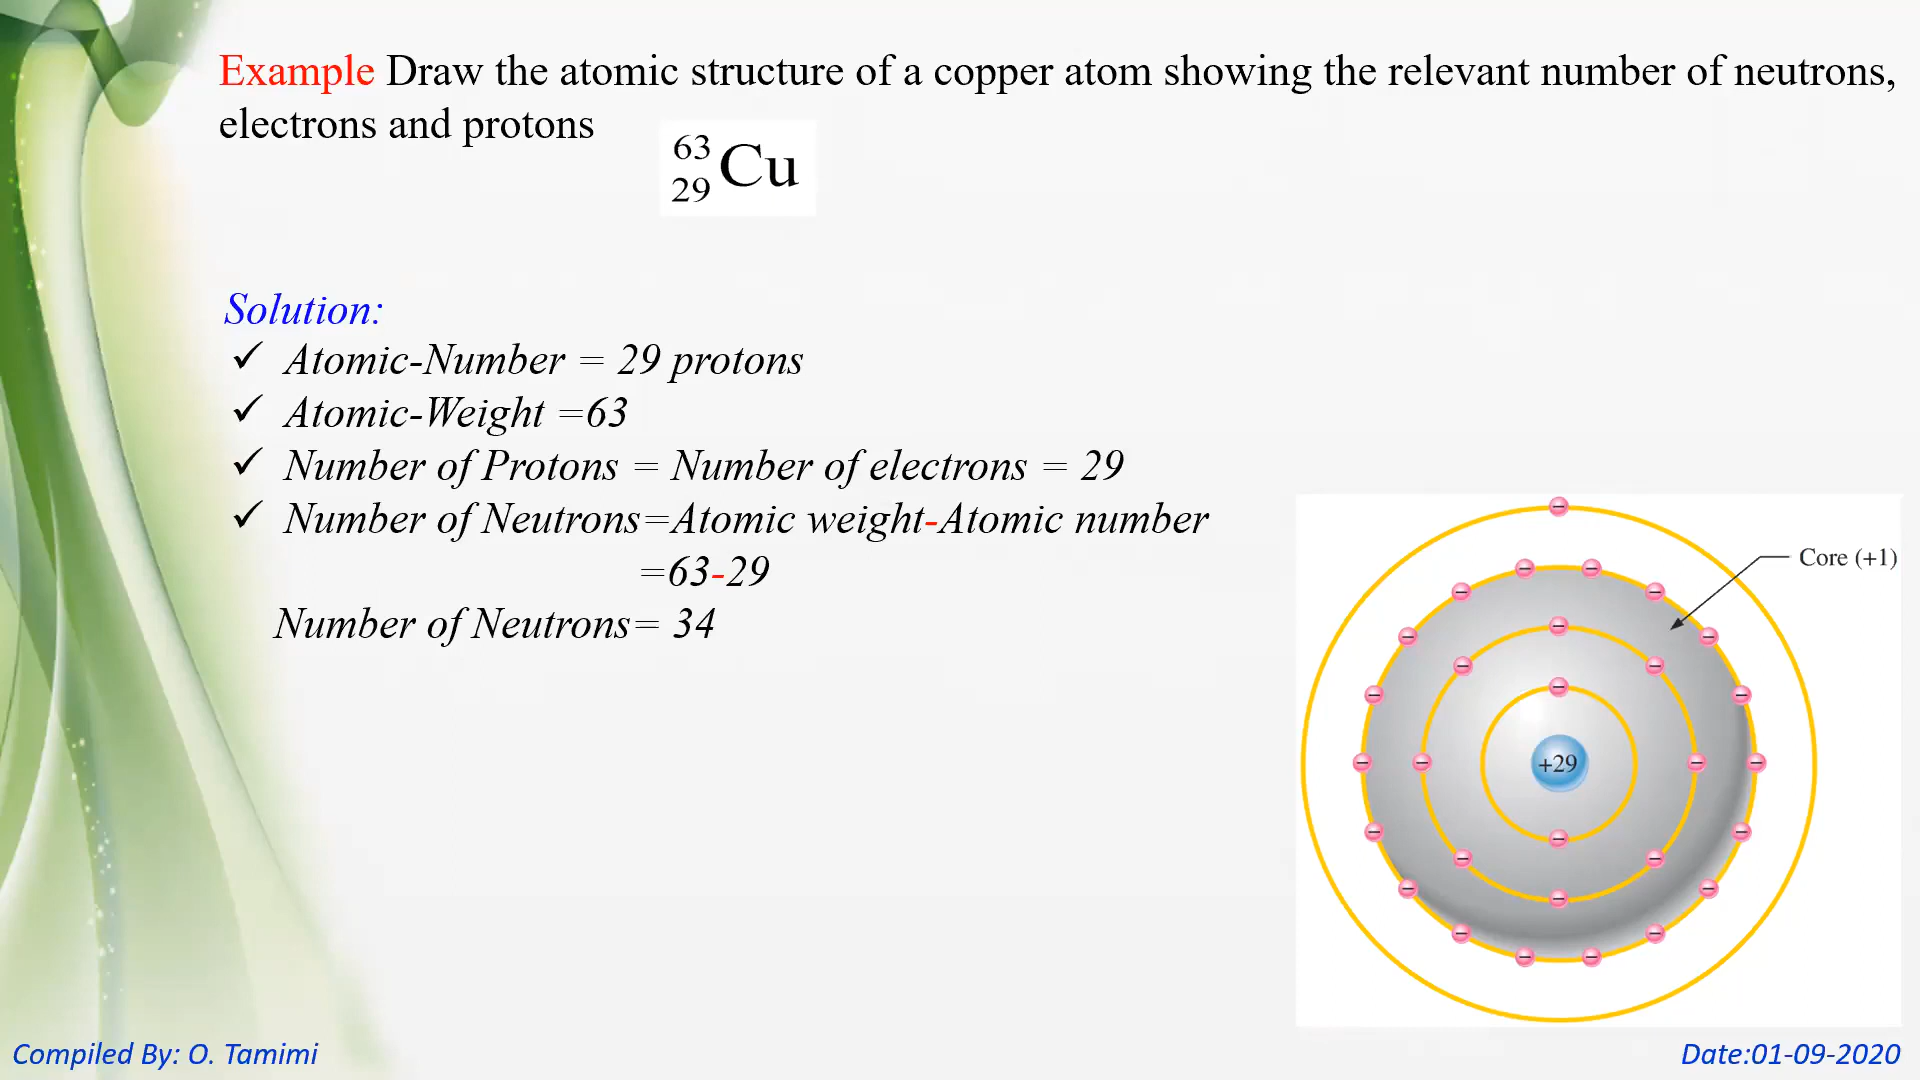 Example Draw the atomic structure of a copper atom showing the relevant number of neutrons,
electrons and protons
63
29 Cu
Solution:
✓ Atomic-Number = 29 protons
✓ Atomic-Weight =63
✓ Number of Protons = Number of electrons = 29
✓ Number of Neutrons=Atomic weight-Atomic number
=63-29
Number of Neutrons= 34
Core (+1)
+29
Compiled By: O. Tamimi
Date:01-09-2020